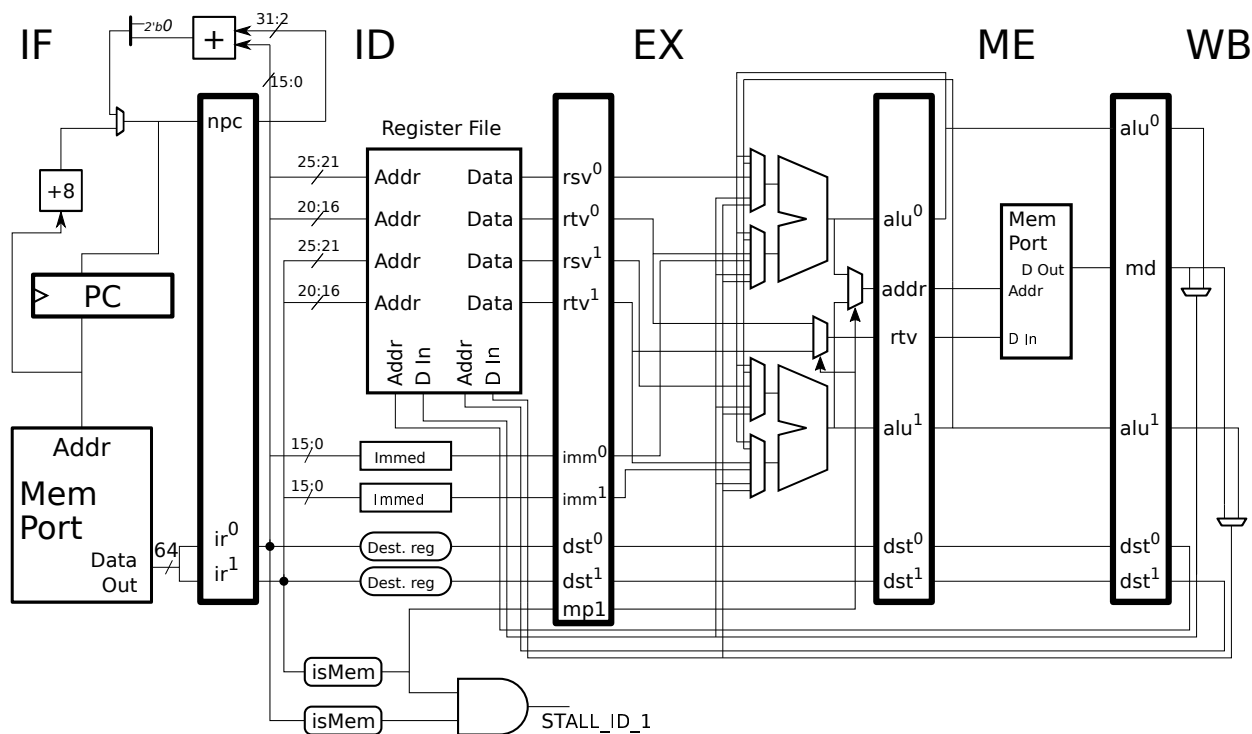 IF
ID
EX
ME
WB
2'b0
+
31:2
15:0
npc
+8
PC
Addr
Mem
Port
Data
Out
64
ir0
ir1
Register File
25:21
Addr
Data
20:16
Addr
Data
25:21
Addr
Data
20:16
Addr
Data
Addr
D In
Addr
D In
15:0
Immed
15:0
Immed
Dest. reg
Dest. reg
isMem
isMem
STALL_ID_1
rsv0
rtv0
rsv1
rtv1
imm0
imm1
dst0
dst1
mp1
alu0
addr
rtv
alu1
dst0
dst1
Mem
Port
D Out
Addr
D In
alu0
md
alu1
dst0
dst1